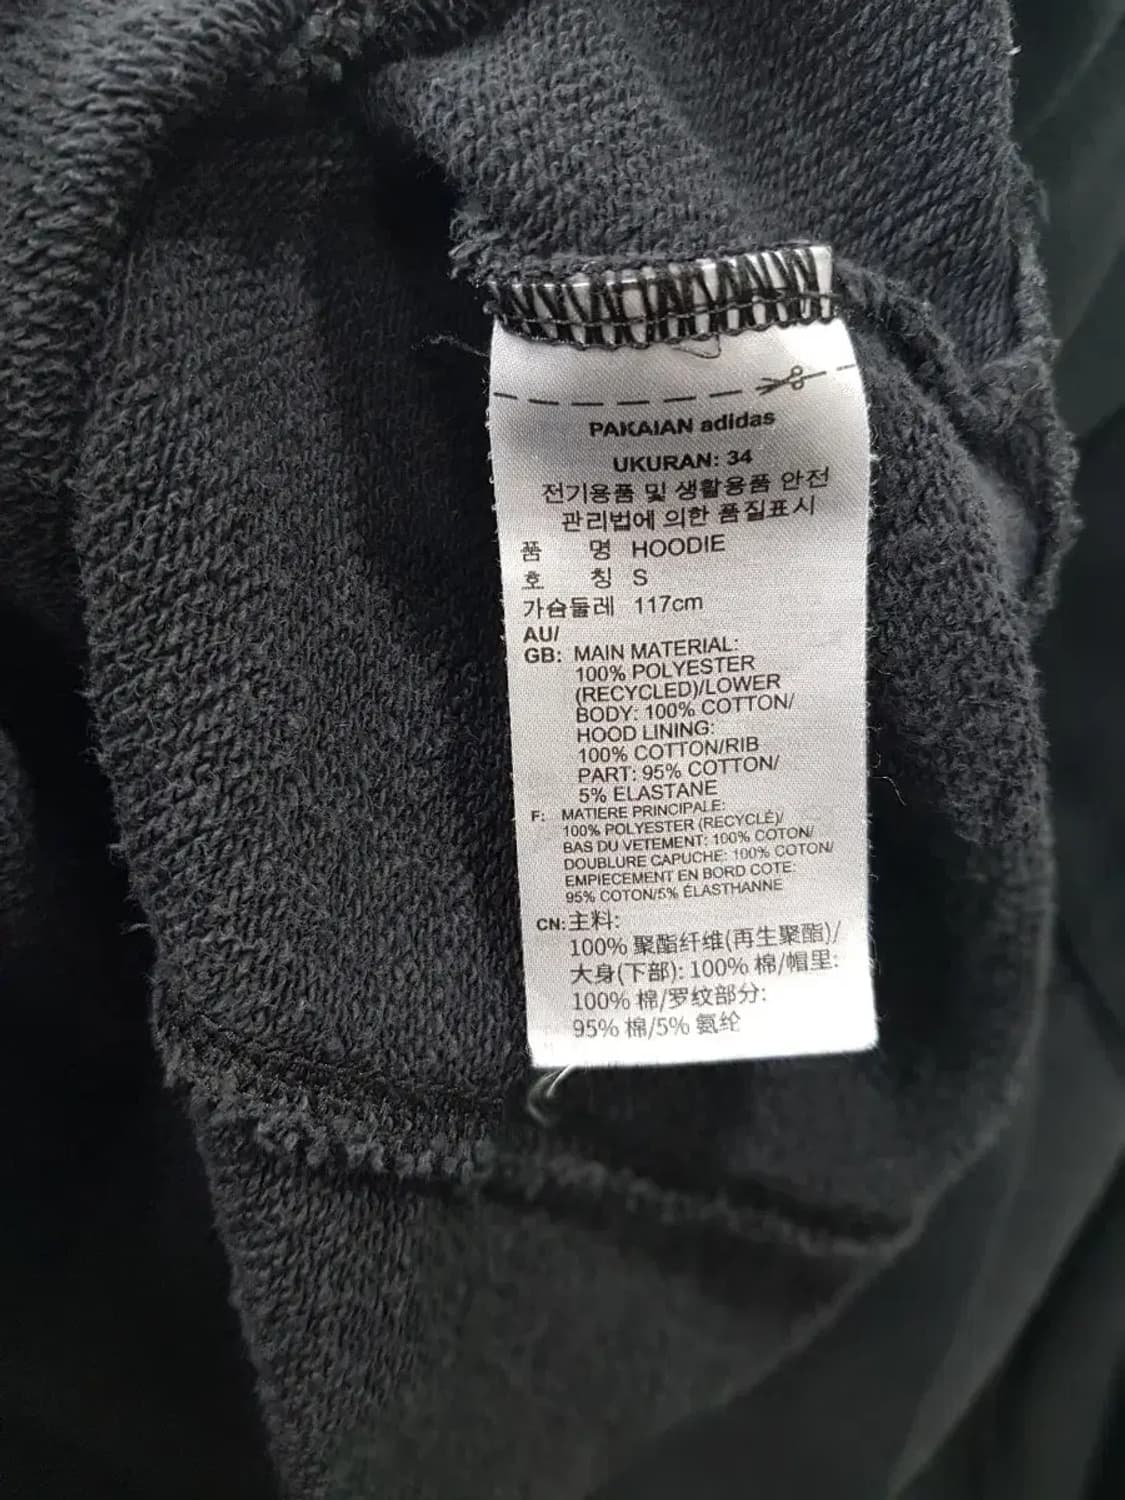 PAKAIAN adidas
UKURAN: 34
전기용품 및 생활용품 안전
관리법에 의한 품질표시
품 명 HOODIE
호 칭 S
가슴둘레 117cm
AU/
GB: MAIN MATERIAL:
100% POLYESTER
(RECYCLED)/LOWER
BODY: 100% COTTON/
HOOD LINING:
100% COTTON/RIB
PART: 95% COTTON/
5% ELASTANE
F: MATIERE PRINCIPALE:
100% POLYESTER (RECYCLÉ)/
BAS DU VETEMENT: 100% COTON/
DOUBLURE CAPUCHE: 100% COTON/
EMPIECEMENT EN BORD COTE:
95% COTON/5% ÉLASTHANNE
CN: 主料:
100% 聚酯纤维(再生聚酯)/
大身(下部): 100% 棉/帽里:
100% 棉/罗纹部分:
95% 棉/5% 氨纶